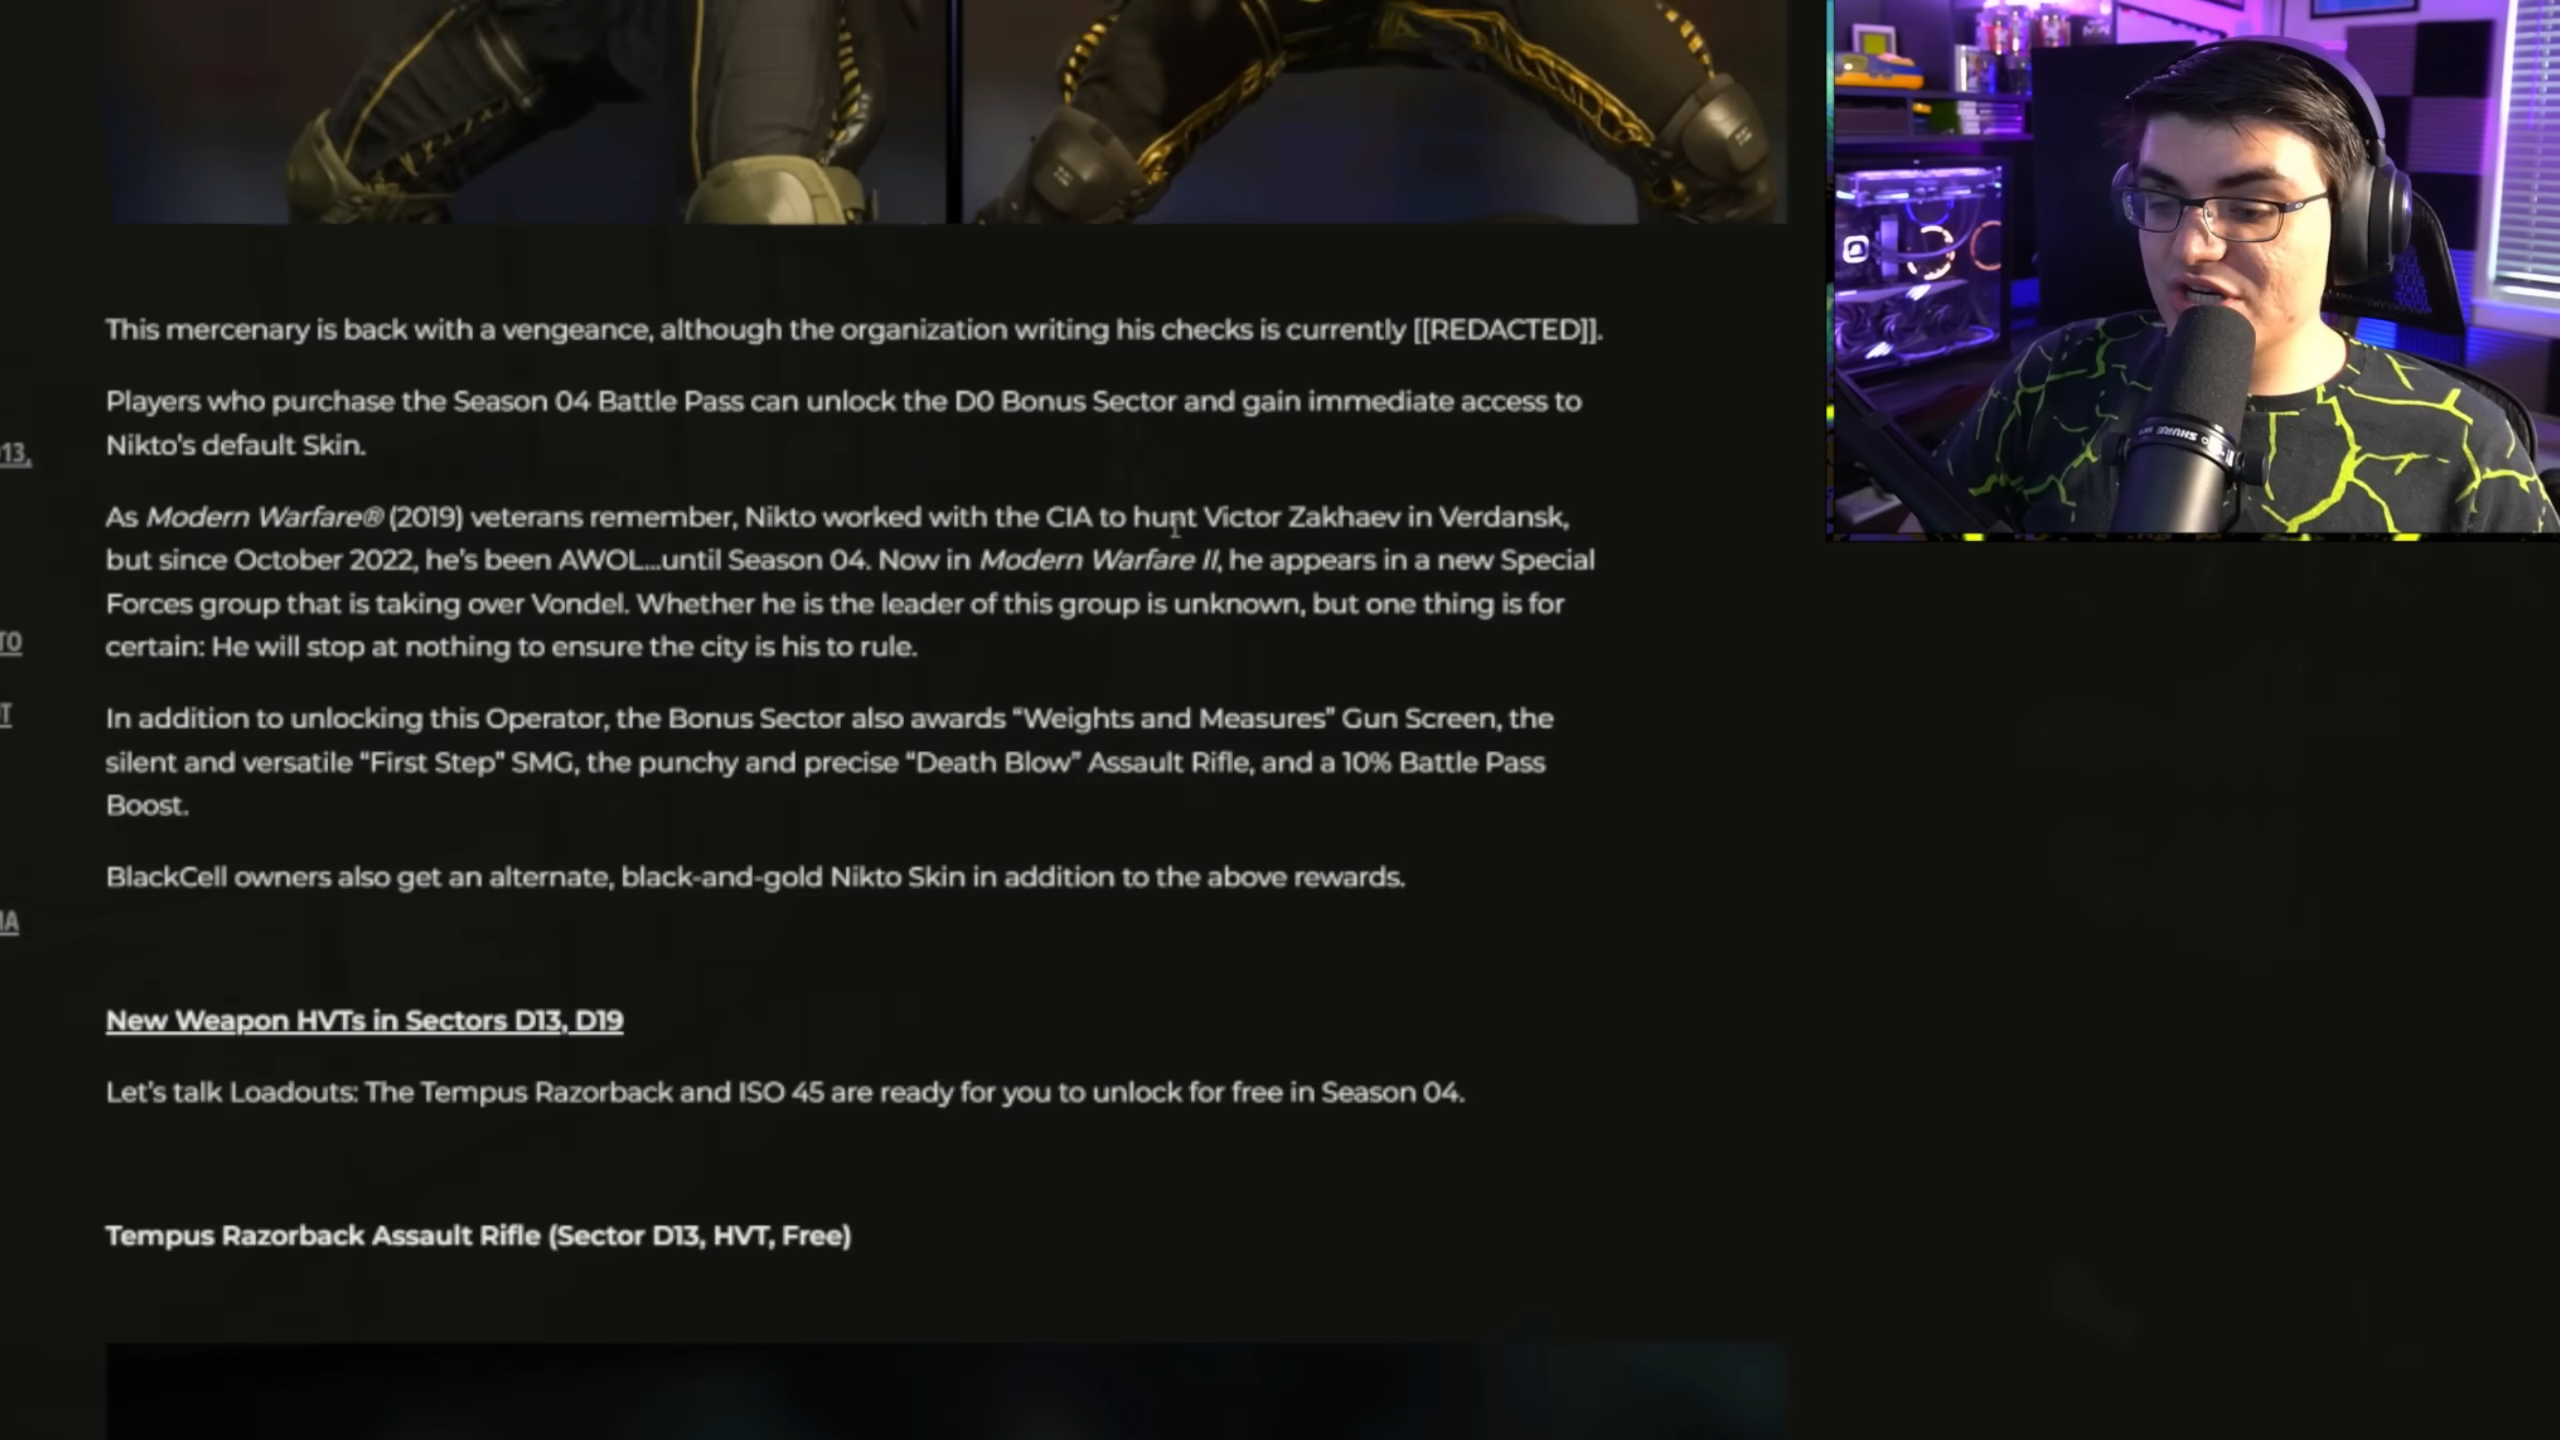 This mercenary is back with a vengeance, although the organization writing his checks is currently [[REDACTED]].
Players who purchase the Season 04 Battle Pass can unlock the D0 Bonus Sector and gain immediate access to
Nikto's default Skin.
13,
As Modern Warfare® (2019) veterans remember, Nikto worked with the CIA to hunt Victor Zakhaev in Verdansk,
but since October 2022, he's been AWOL...until Season 04. Now in Modern Warfare II, he appears in a new Special
Forces group that is taking over Vondel. Whether he is the leader of this group is unknown, but one thing is for
TO
certain: He will stop at nothing to ensure the city is his to rule.
In addition to unlocking this Operator, the Bonus Sector also awards “Weights and Measures” Gun Screen, the
silent and versatile “First Step” SMG, the punchy and precise “Death Blow” Assault Rifle, and a 10% Battle Pass
Boost.
BlackCell owners also get an alternate, black-and-gold Nikto Skin in addition to the above rewards.
New Weapon HVTs in Sectors D13, D19
Let's talk Loadouts: The Tempus Razorback and ISO 45 are ready for you to unlock for free in Season 04.
Tempus Razorback Assault Rifle (Sector D13, HVT, Free)
SHURE